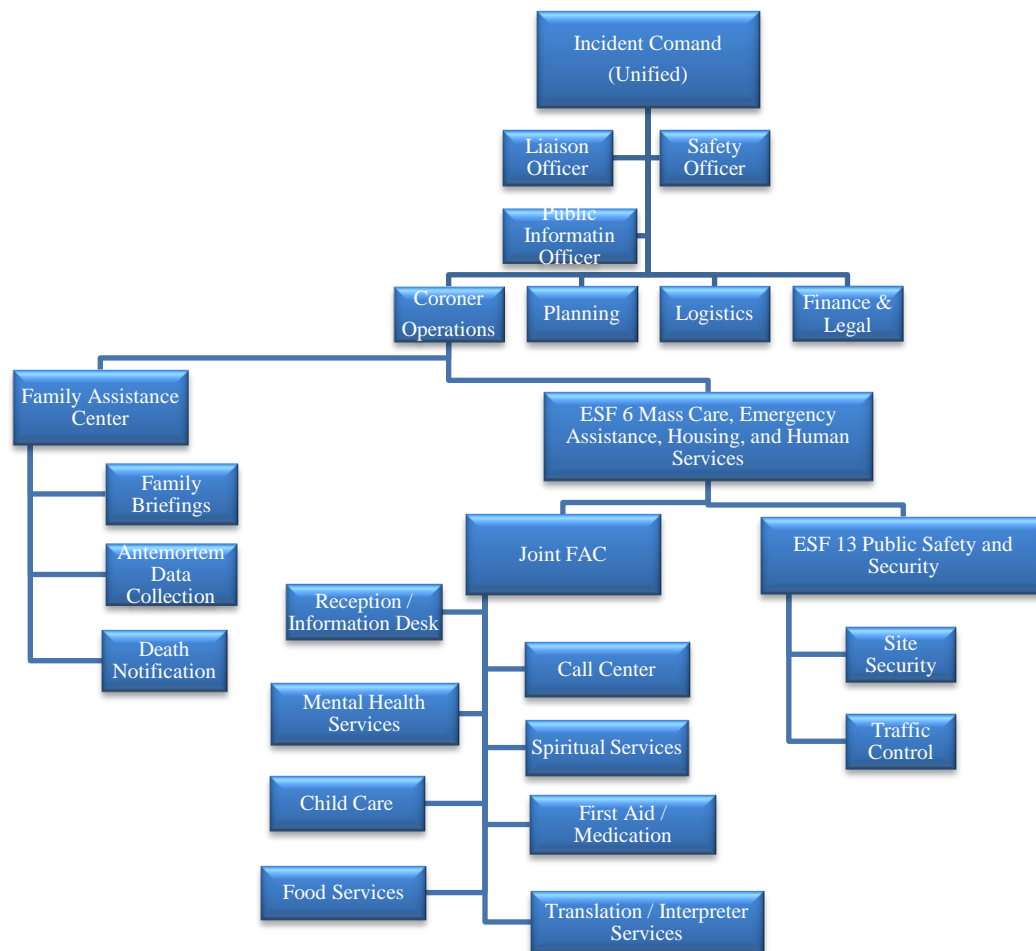 Incident Comand
(Unified)
Liaison
Officer
Safety
Officer
Public
Informatin
Officer
Coroner
Operations
Planning
Logistics
Finance &
Legal
Family Assistance
Center
ESF 6 Mass Care, Emergency
Assistance, Housing, and Human
Services
Family
Briefings
Antemortem
Data
Collection
Death
Notification
Joint FAC
ESF 13 Public Safety and
Security
Reception /
Information Desk
Call Center
Mental Health
Services
Spiritual Services
Child Care
First Aid /
Medication
Food Services
Translation / Interpreter
Services
Site
Security
Traffic
Control